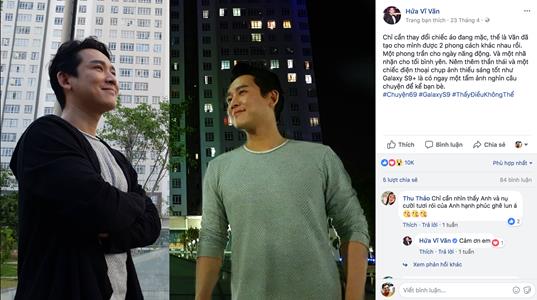 Hứa Vĩ Văn
Trạng bạn thích · 23 Tháng 4 ·
Chỉ cần thay đổi chiếc áo đang mặc, thế là Văn đã
tạo cho mình được 2 phong cách khác nhau rồi.
Một phong trần cho ngày năng động. Và một nhã
nhặn cho tối bình yên. Nêm thêm thần thái và một
chiếc điện thoại chụp ảnh thiếu sáng tốt như
Galaxy S9+ là có ngay một tấm ảnh nghìn câu
chuyện để kể bạn bè.
#Chuyện69 #GalaxyS9 #ThấyĐiềuKhôngThể
Thích Bình luận Chia sẻ
10K Phù hợp nhất
5 lượt chia sẻ 84 bình luận
Thu Thảo Chỉ cần nhìn thấy Anh và nụ
cười tươi rói của Anh hạnh phúc ghê lun á
2
Thích · Trả lời · 1 tuần
Hứa Vĩ Văn Cảm ơn em
1
Thích · Trả lời · 1 tuần
Xem phản hồi khác
Viết bình luận...